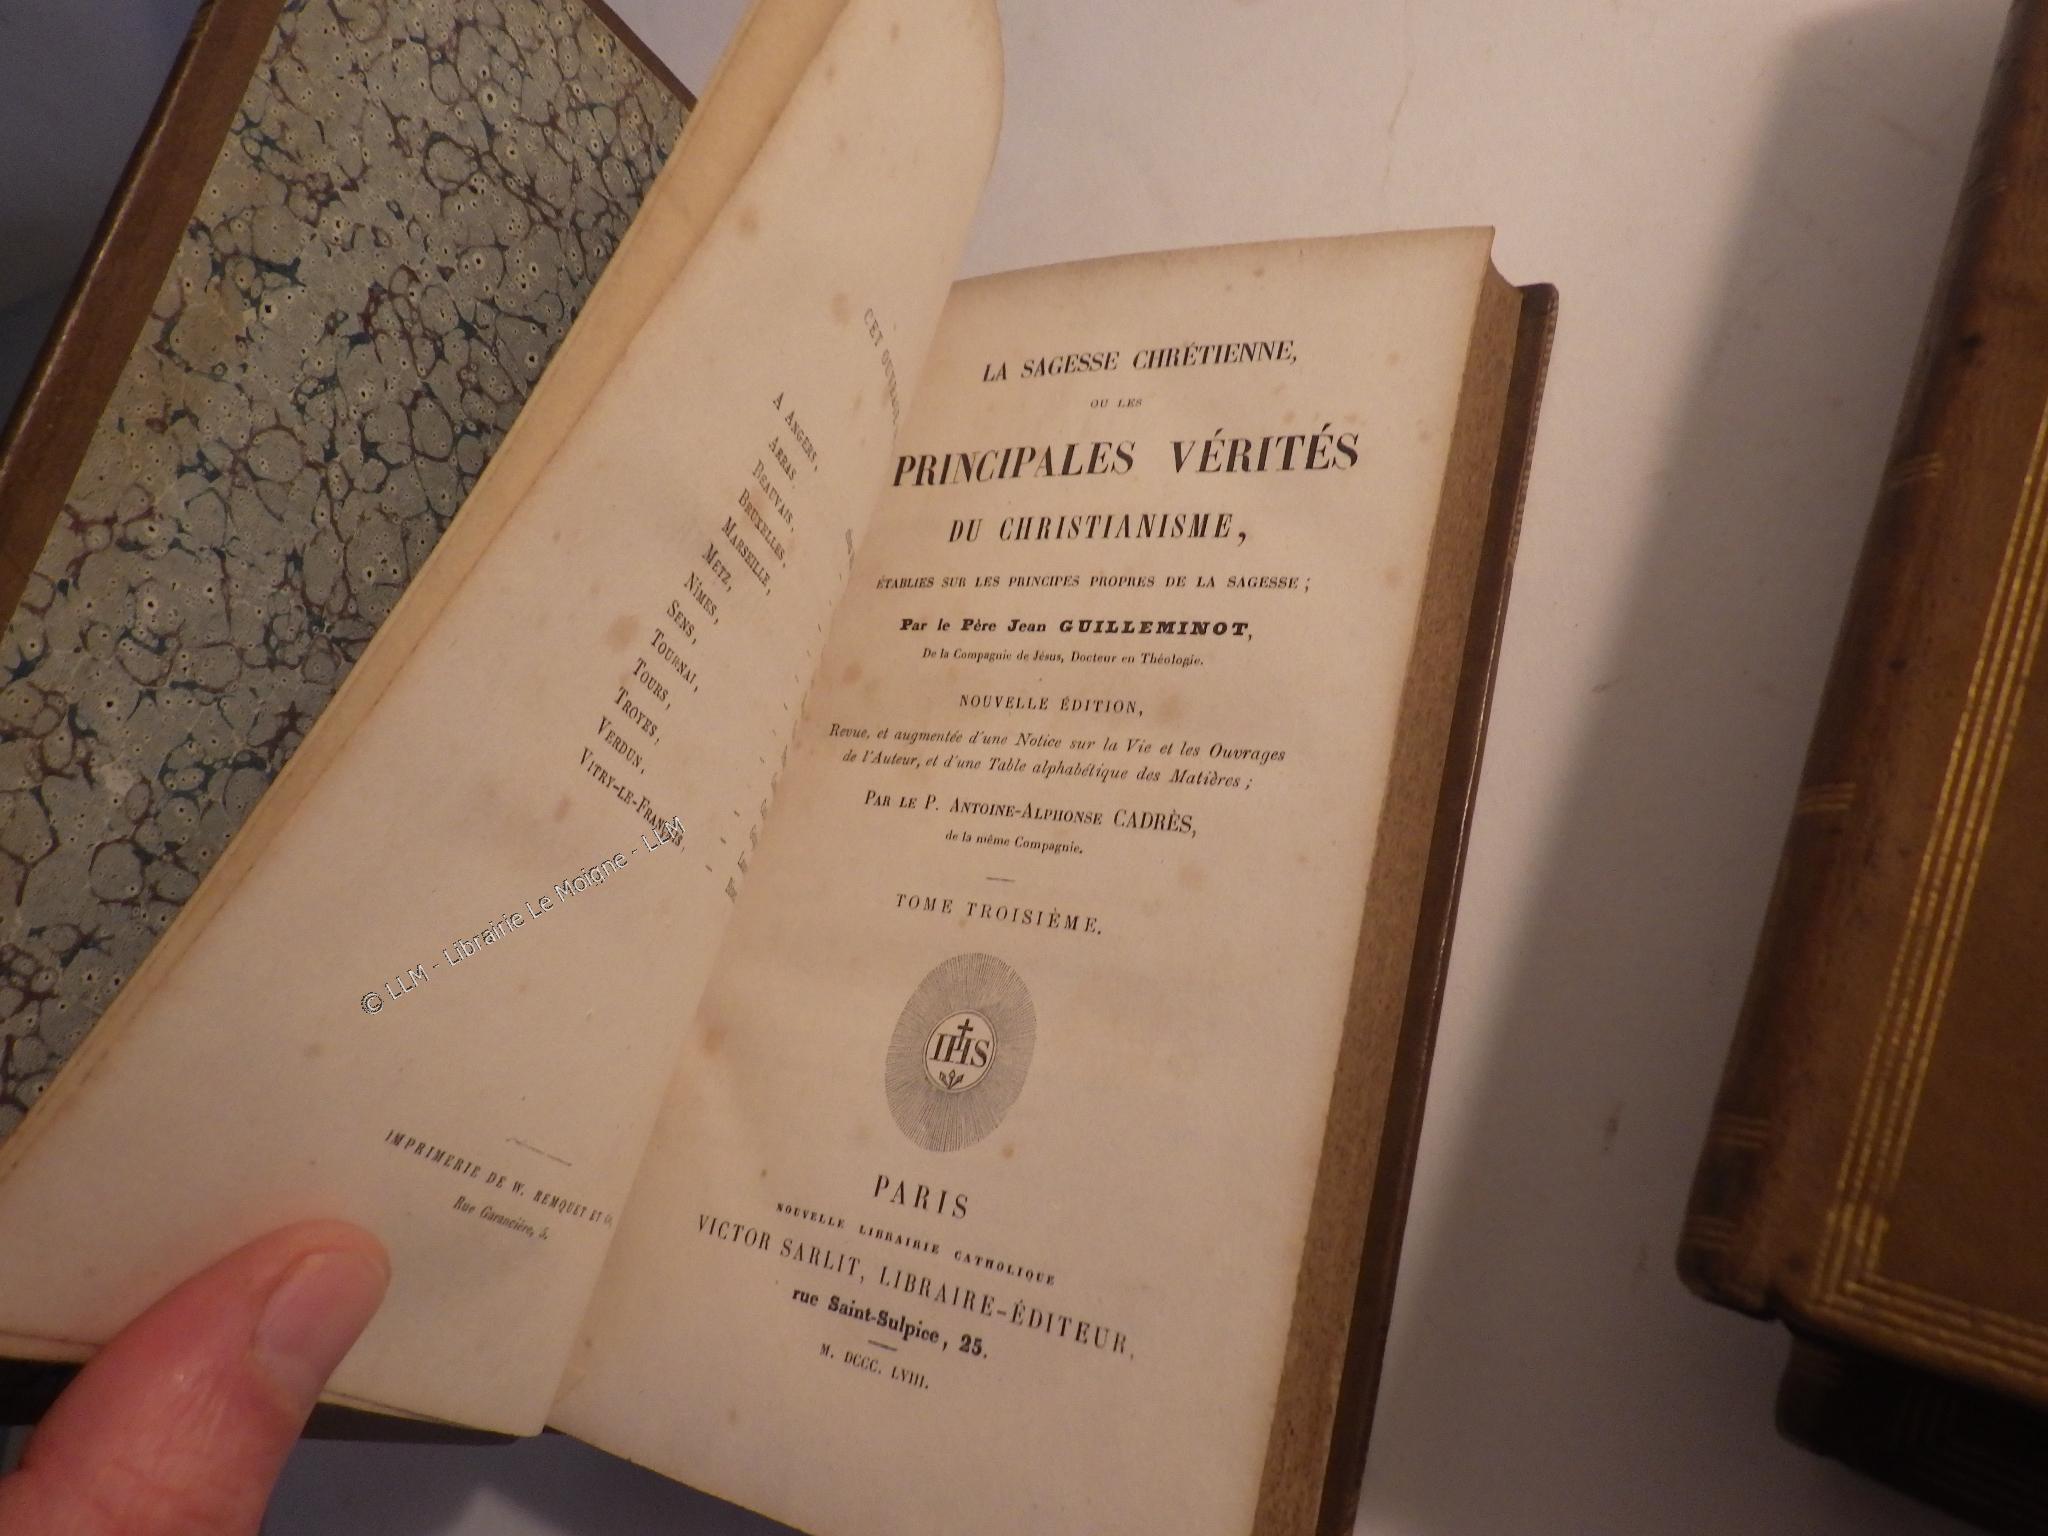 CET OUVRAGE
A ANGERS,
ARRAS,
BEAUVAIS,
BRUXELLES,
MARSEILLE,
METZ,
NÎMES,
SENS,
TOURNAI,
TOURS,
TROYES,
VERDUN,
VITRY-LE-FRANÇAIS,
IMPRIMERIE DE W. REMQUET ET
Rue Garancière, 5.
LA SAGESSE CHRÉTIENNE,
OU LES
PRINCIPALES VÉRITÉS
DU CHRISTIANISME,
ÉTABLIES SUR LES PRINCIPES PROPRES DE LA SAGESSE ;
Par le Père Jean GUILLEMINOT,
De la Compagnie de Jésus, Docteur en Théologie.
NOUVELLE ÉDITION,
Revue, et augmentée d'une Notice sur la Vie et les Ouvrages
de l'Auteur, et d'une Table alphabétique des Matières ;
PAR LE P. ANTOINE-ALPHONSE CADRÈS,
de la même Compagnie.
TOME TROISIÈME.
IHS
PARIS
NOUVELLE LIBRAIRIE CATHOLIQUE
VICTOR SARLIT, LIBRAIRE-ÉDITEUR,
rue Saint-Sulpice, 25.
M. DCCC. LVIII.
© LLM - Librairie Le Moigne - LLM